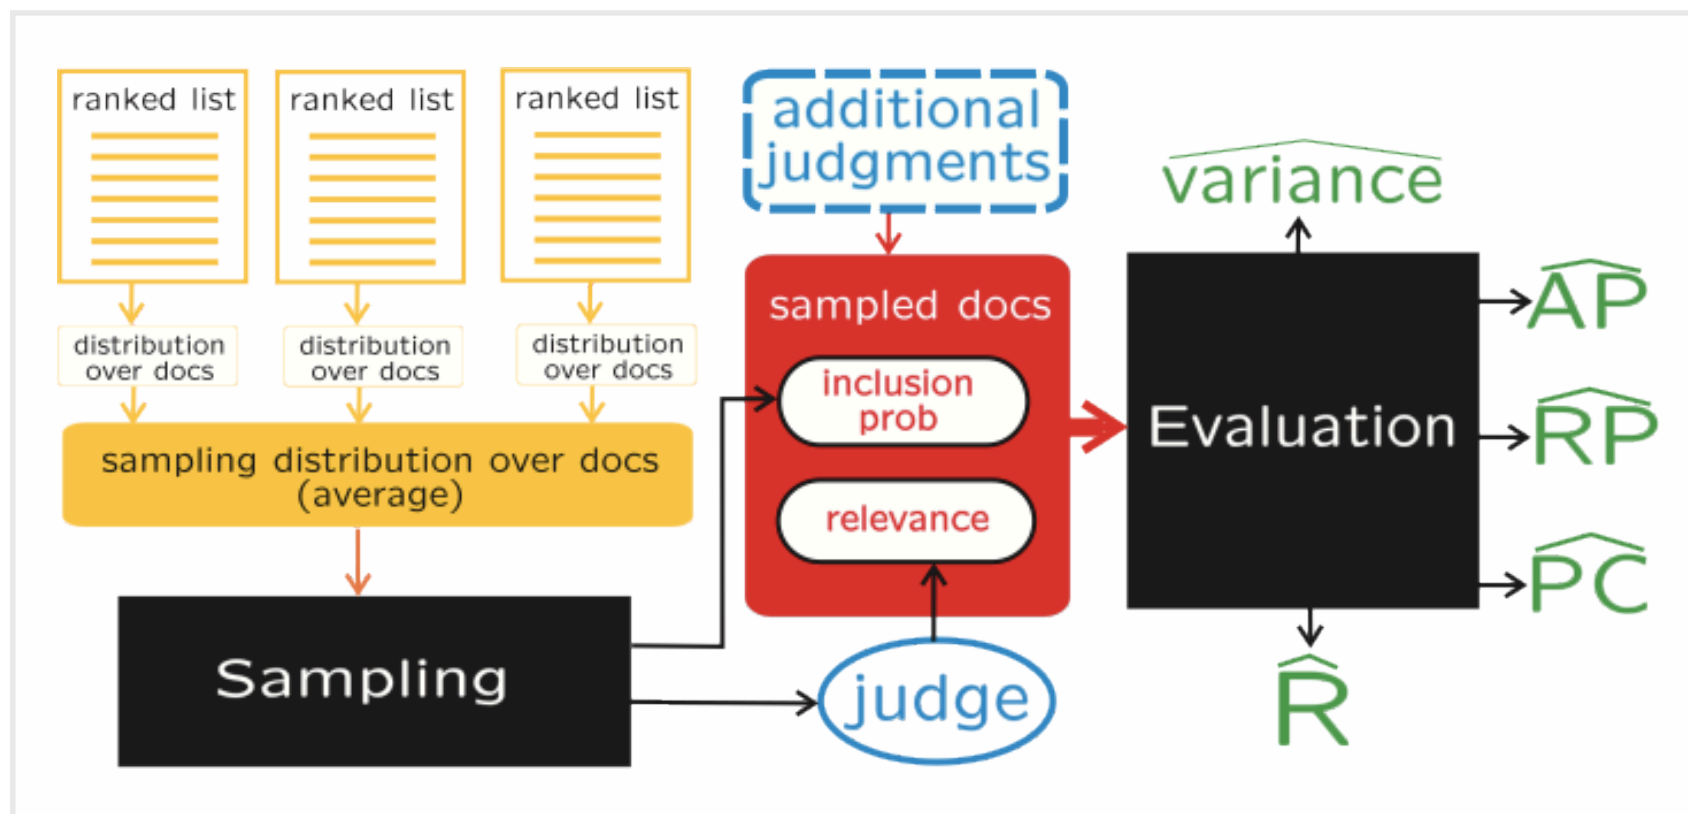 ranked list
ranked list
ranked list
distribution
over docs
distribution
over docs
distribution
over docs
sampling distribution over docs
(average)
Sampling
additional
judgments
sampled docs
inclusion
prob
relevance
judge
Evaluation
variance
AP
RP
PC
R